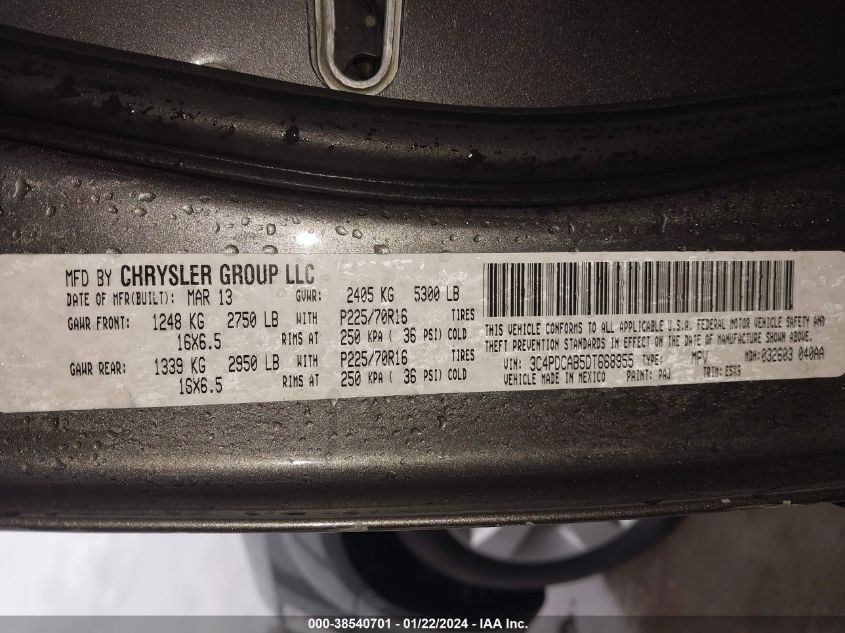 MFD BY CHRYSLER GROUP LLC
DATE OF MFR(BUILT): MAR 13 GVWR: 2405 KG 5300 LB
GAWR FRONT: 1248 KG 2750 LB WITH P225/70R16 TIRES
16X6.5 RIMS AT 250 KPA ( 36 PSI) COLD
GAWR REAR: 1339 KG 2950 LB WITH P225/70R16 TIRES
16X6.5 RIMS AT 250 KPA ( 36 PSI) COLD
THIS VEHICLE CONFORMS TO ALL APPLICABLE U.S.A. FEDERAL MOTOR VEHICLE SAFETY AND
THEFT PREVENTION STANDARDS IN EFFECT ON THE DATE OF MANUFACTURE SHOWN ABOVE.
VIN: 3C4PDCAB5DT668955 TYPE: MPV MDH: 032603 040AA
VEHICLE MADE IN MEXICO PAINT: PAJ TRIM: E5X9
000-38540701 - 01/22/2024 - IAA Inc.